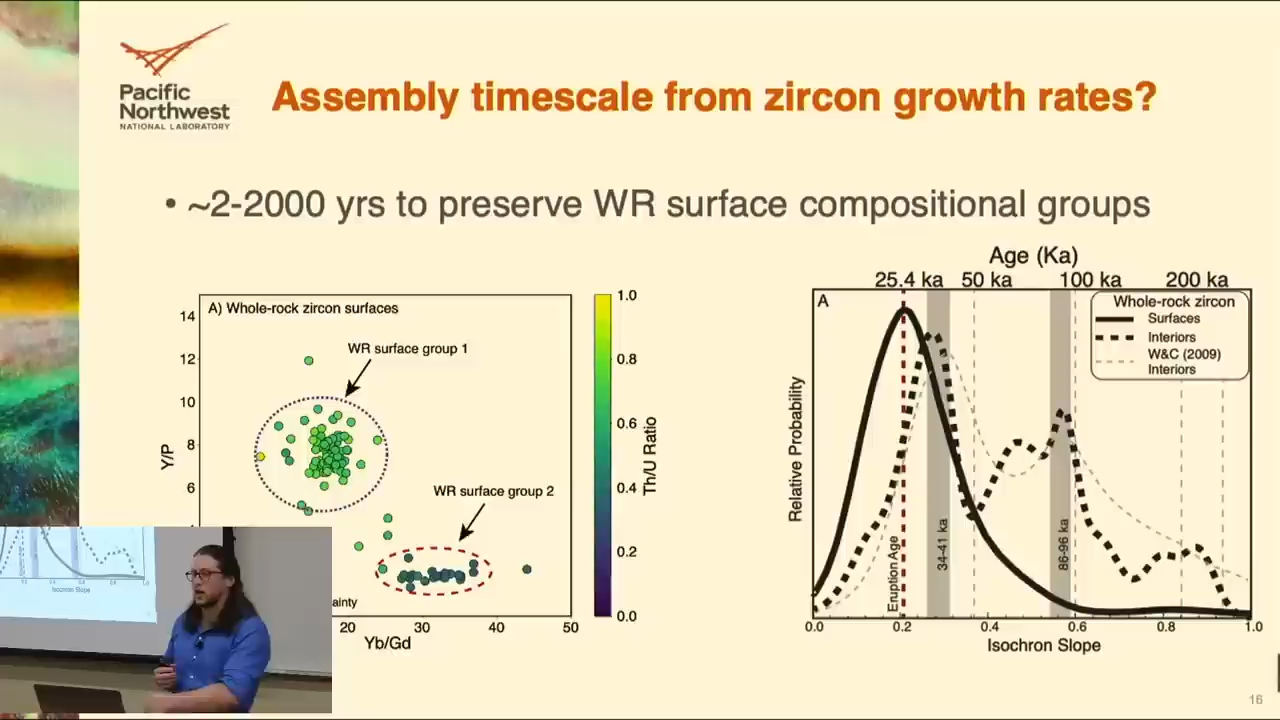 Pacific
Northwest
NATIONAL LABORATORY
Assembly timescale from zircon growth rates?
• ~2-2000 yrs to preserve WR surface compositional groups
A) Whole-rock zircon surfaces
WR surface group 1
WR surface group 2
ainty
14
12
10
8
6
Y/P
20
30
40
50
Yb/Gd
1.0
0.8
0.6
0.4
0.2
0.0
Th/U Ratio
Age (Ka)
25.4 ka
50 ka
100 ka
200 ka
A
Whole-rock zircon
Surfaces
Interiors
W&C (2009)
Interiors
Relative Probability
Eruption Age
34-41 ka
86-96 ka
0.0
0.2
0.4
0.6
0.8
1.0
Isochron Slope
Isochron Slope
16